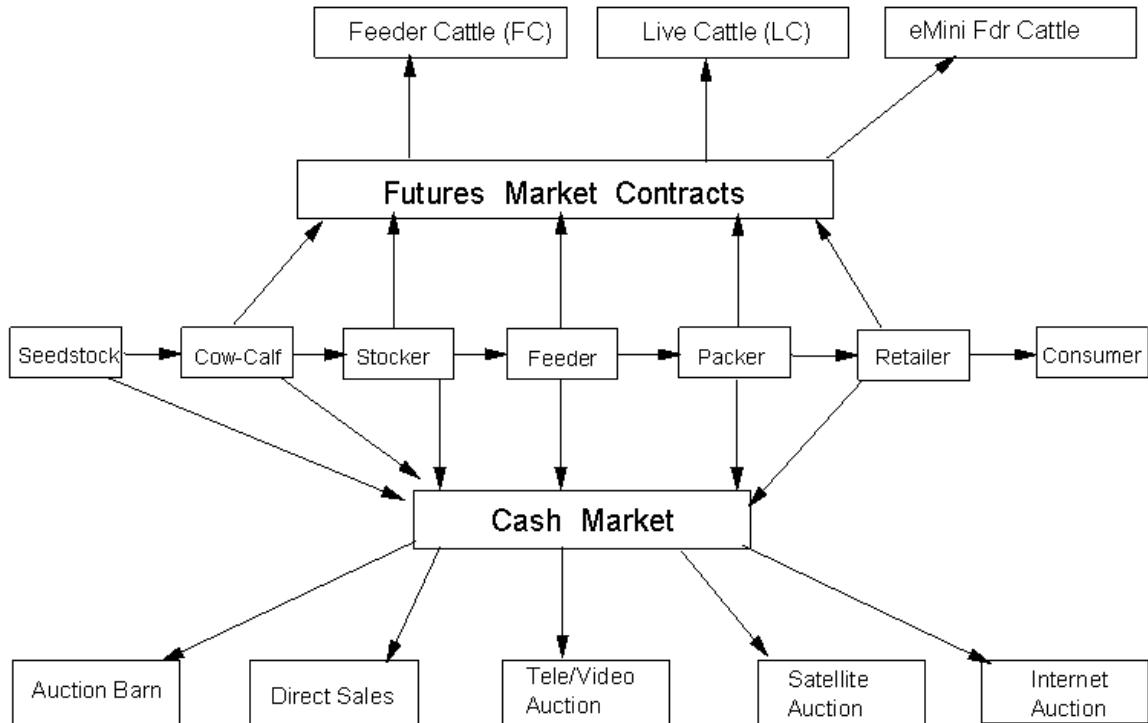 Feeder Cattle (FC)
Live Cattle (LC)
eMini Fdr Cattle
Futures Market Contracts
Seedstock
Cow-Calf
Stocker
Feeder
Packer
Retailer
Consumer
Cash Market
Auction Barn
Direct Sales
Tele/Video
Auction
Satellite
Auction
Internet
Auction